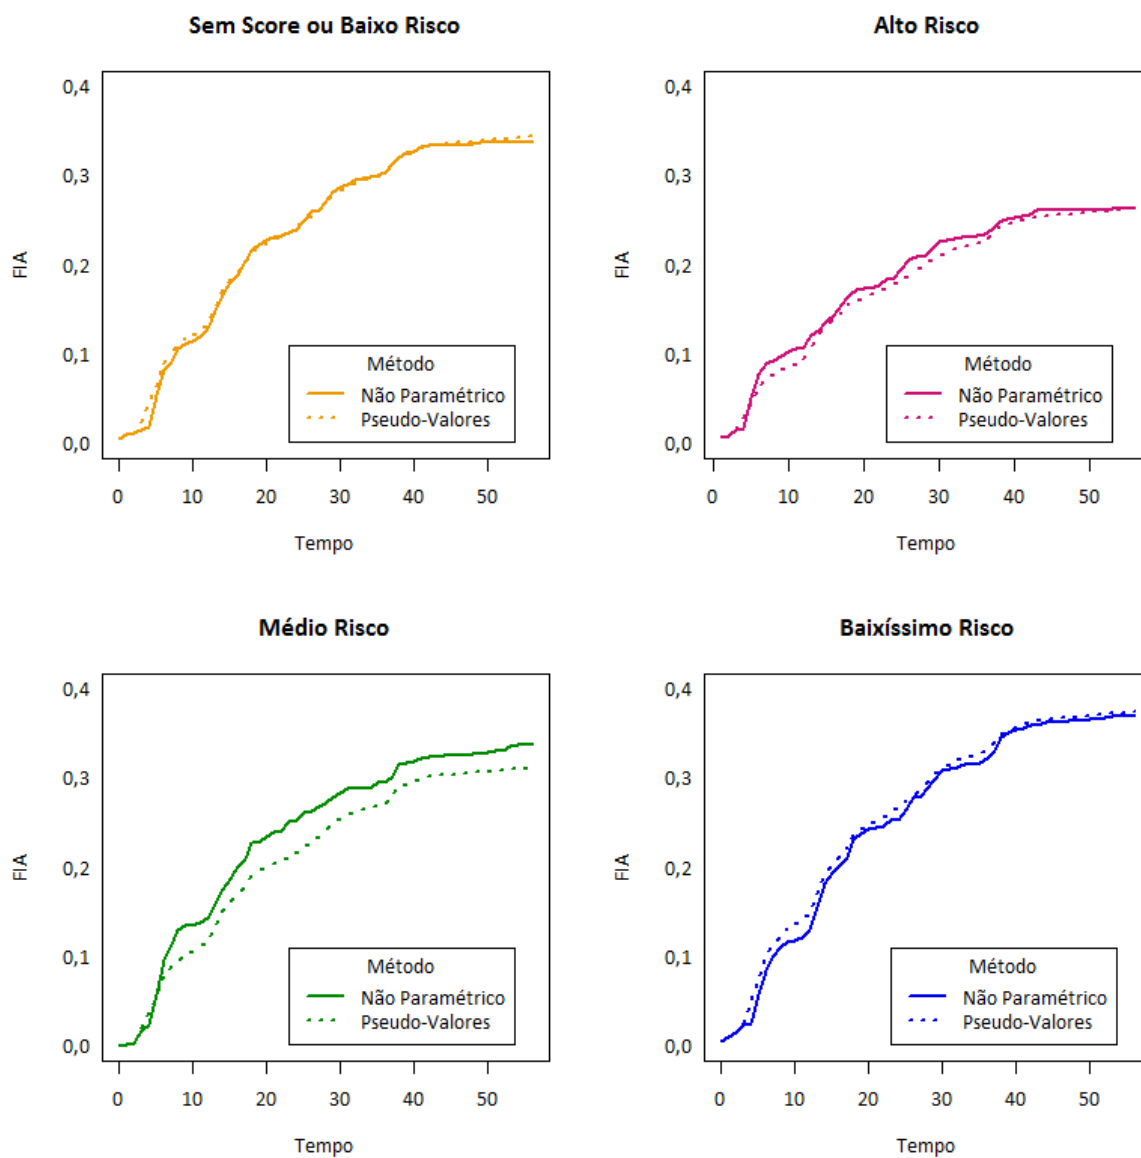 Sem Score ou Baixo Risco
FIA
0,4
0,3
0,2
0,1
0,0
Método
Não Paramétrico
Pseudo-Valores
0 10 20 30 40 50
Tempo
Alto Risco
FIA
0,4
0,3
0,2
0,1
0,0
Método
Não Paramétrico
Pseudo-Valores
0 10 20 30 40 50
Tempo
Médio Risco
FIA
0,4
0,3
0,2
0,1
0,0
Método
Não Paramétrico
Pseudo-Valores
0 10 20 30 40 50
Tempo
Baixíssimo Risco
FIA
0,4
0,3
0,2
0,1
0,0
Método
Não Paramétrico
Pseudo-Valores
0 10 20 30 40 50
Tempo